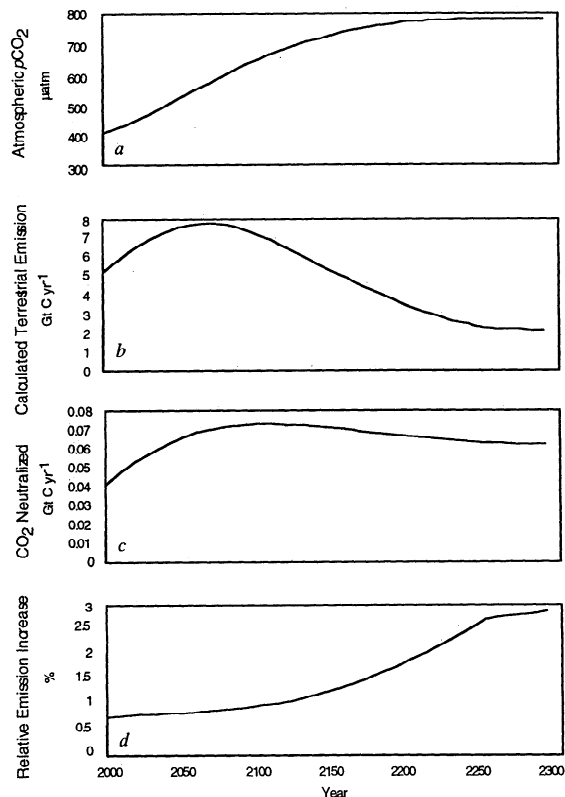 Atmospheric pCO2
µatm
800
700
600
500
400
300
a
Calculated Terrestrial Emission
Gt C yr-1
8
7
6
5
4
3
2
1
0
b
CO2 Neutralized
Gt C yr-1
0.08
0.07
0.06
0.05
0.04
0.03
0.02
0.01
0
c
Relative Emission Increase
%
3
2.5
2
1.5
1
0.5
0
d
2000 2050 2100 2150 2200 2250 2300
Year